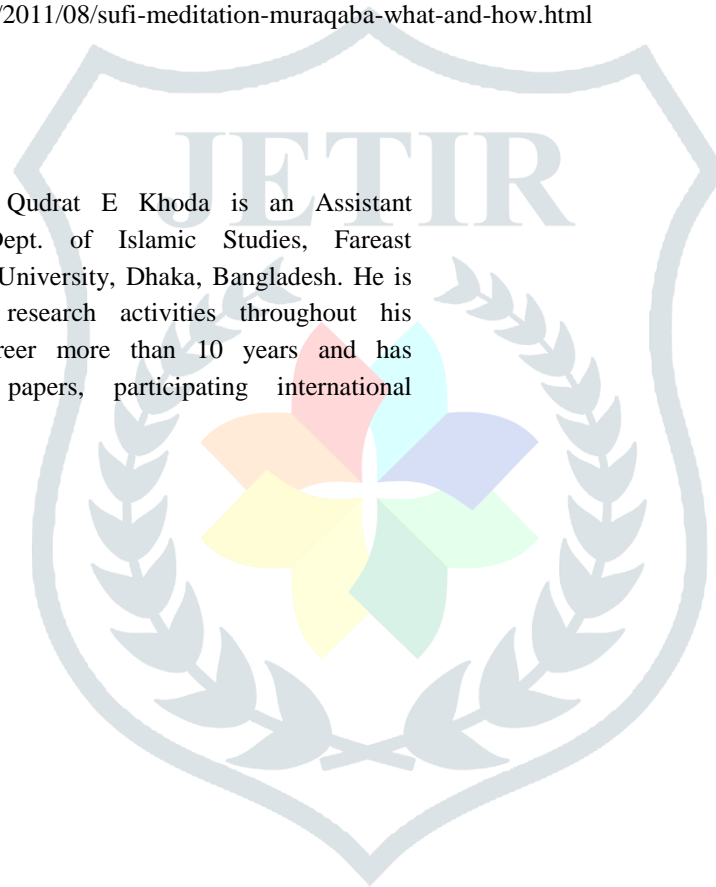 /2011/08/sufi-meditation-muraqaba-what-and-how.html
JETIR
Qudrat E Khoda is an Assistant
Dept. of Islamic Studies, Fareast
University, Dhaka, Bangladesh. He is
research activities throughout his
reer more than 10 years and has
papers, participating international